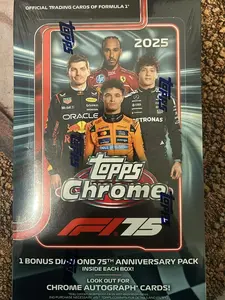 OFFICIAL TRADING CARDS OF FORMULA 1®
2025
Topps
ORACLE
PETRONAS
Topps
Chrome
F1 75
1 BONUS DIAMOND 75TH ANNIVERSARY PACK
INSIDE EACH BOX!
LOOK OUT FOR
CHROME AUTOGRAPH CARDS!